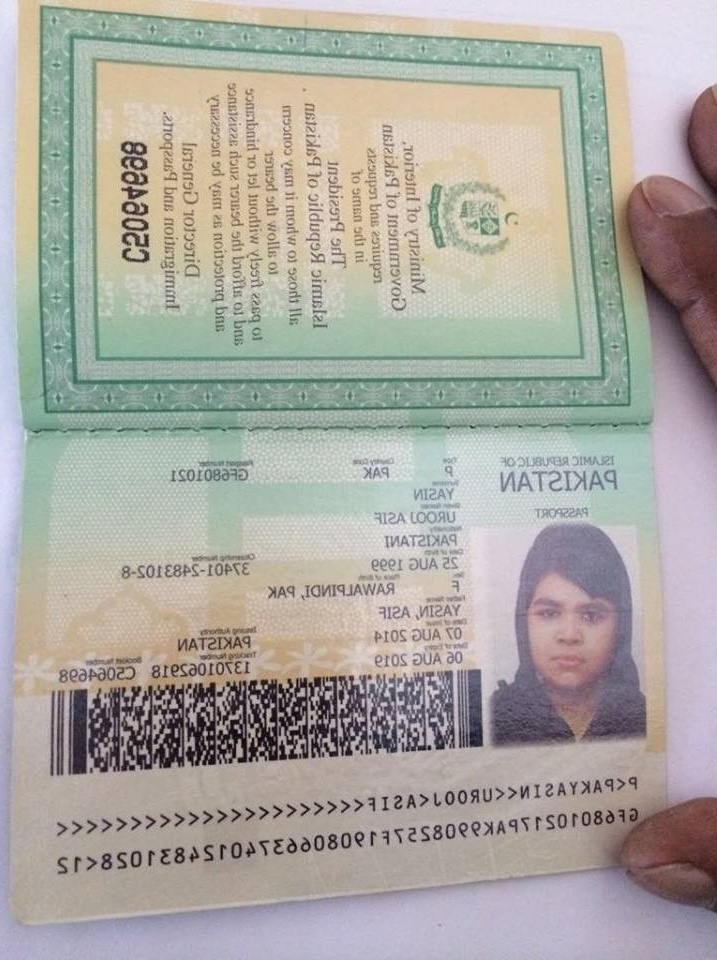 Ministry of Interior,
Government of Pakistan
requires and requests
in the name of
The President
Islamic Republic of Pakistan
all those to whom it may concern
to allow the bearer
to pass freely without let or hindrance
and to afford the bearer such assistance
and protection as may be necessary
Director General
Immigration and Passports.
C5064698
ISLAMIC REPUBLIC OF
PAKISTAN
PASSPORT
Type Country Code Passport Number
P PAK GF6801021
Surname
YASIN
Given Names
UROOJ ASIF
Nationality
PAKISTANI
Date of Birth Citizenship Number
25 AUG 1999 37401-2483102-8
Sex Place of Birth
F RAWALPINDI, PAK
Father Name
YASIN, ASIF
Date of Issue Issuing Authority
07 AUG 2014 PAKISTAN
Date of Expiry Tracking Number Booklet Number
06 AUG 2019 13701062918 C5064698
P<PAKYASIN<<UROOJ<ASIF<<<<<<<<<<<<<<<<<<<<<<
GF68010217PAK9908257F19080663740124831028<12